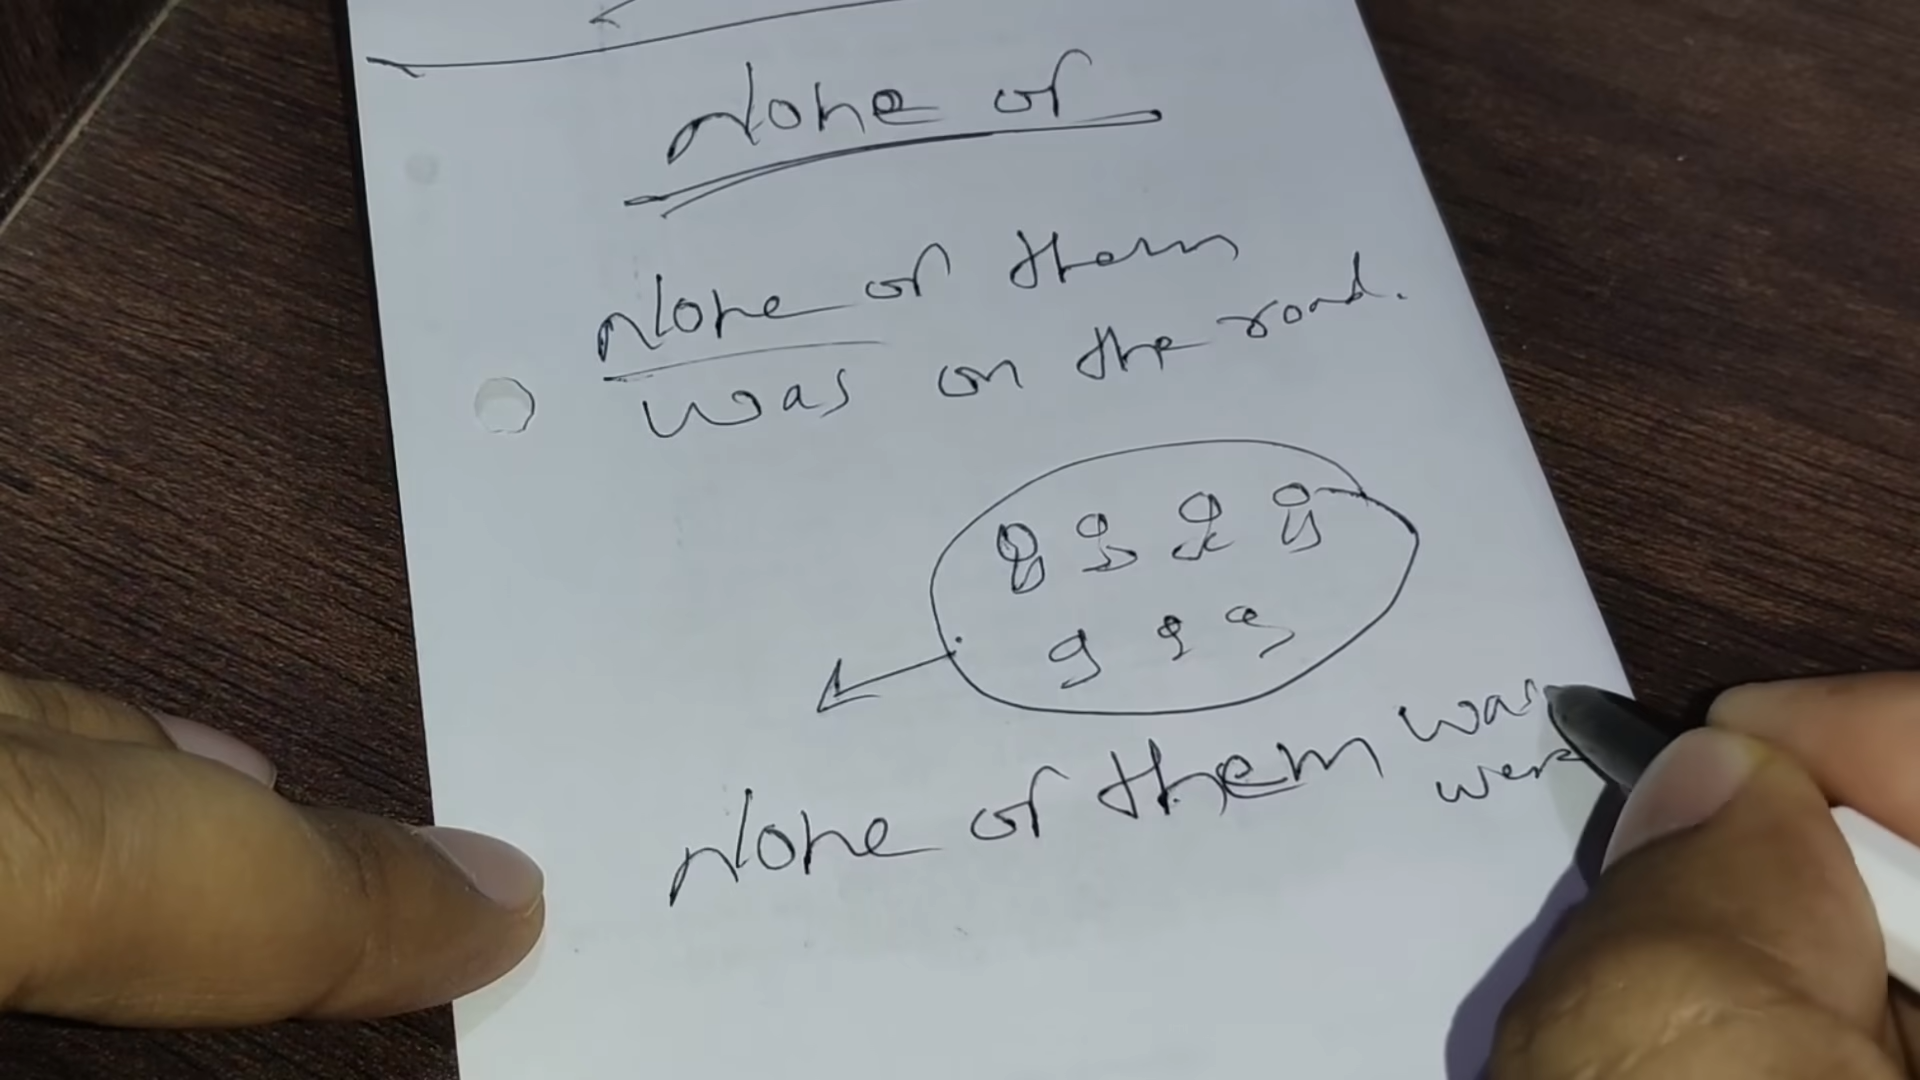 None of
None of them
was on the road.
None of them was
were